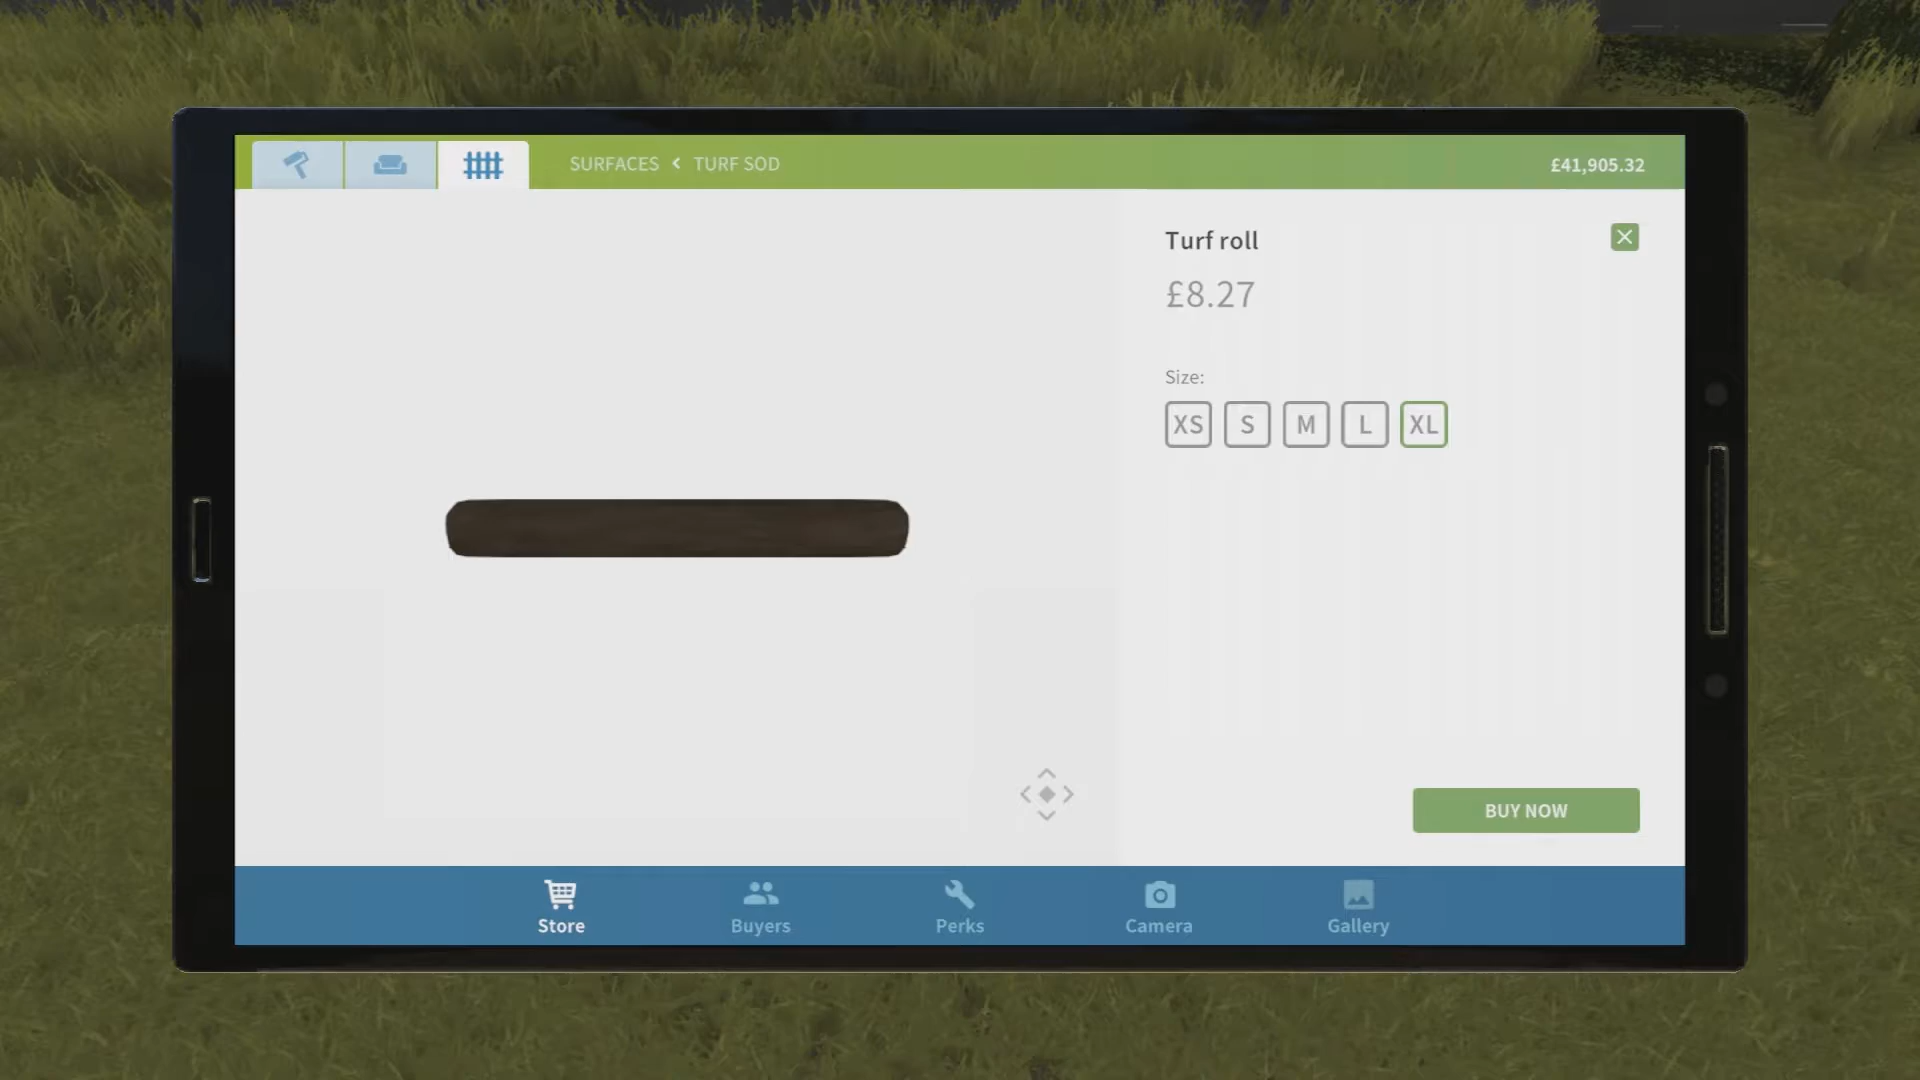 SURFACES < TURF SOD
£41,905.32
Turf roll
£8.27
Size:
XS S M L XL
BUY NOW
Store Buyers Perks Camera Gallery